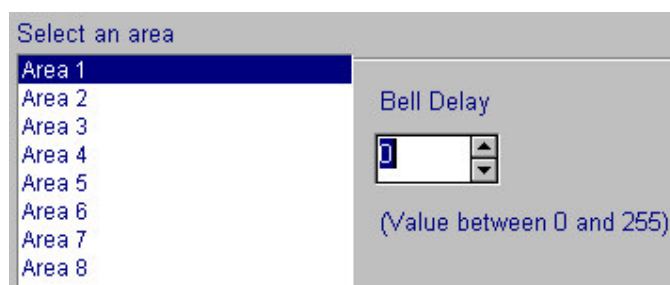 Select an area
Area 1
Area 2
Area 3
Area 4
Area 5
Area 6
Area 7
Area 8
Bell Delay
0
(Value between 0 and 255)